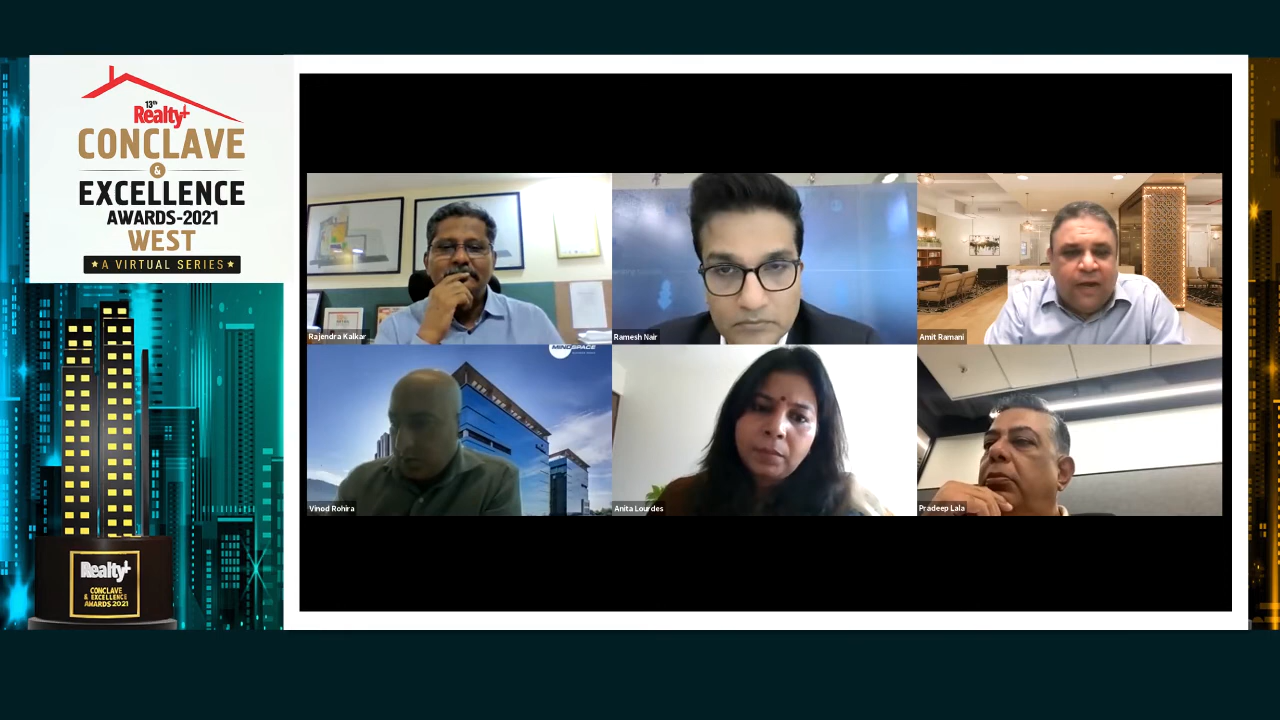 13th
Realty+
CONCLAVE
&
EXCELLENCE
AWARDS-2021
WEST
★A VIRTUAL SERIES★
Realty+
CONCLAVE
& EXCELLENCE
AWARDS 2021
Rajendra Kalkar
Ramesh Nair
Amit Ramani
MINDSPACE
Vinod Rohira
Anita Lourdes
Pradeep Lala